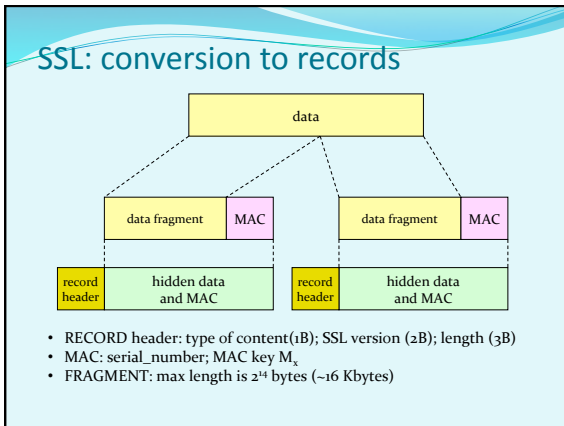 SSL: conversion to records
data
data fragment MAC data fragment MAC
record header hidden data and MAC record header hidden data and MAC
• RECORD header: type of content(1B); SSL version (2B); length (3B)
• MAC: serial_number; MAC key Mₓ
• FRAGMENT: max length is 2¹⁴ bytes (~16 Kbytes)